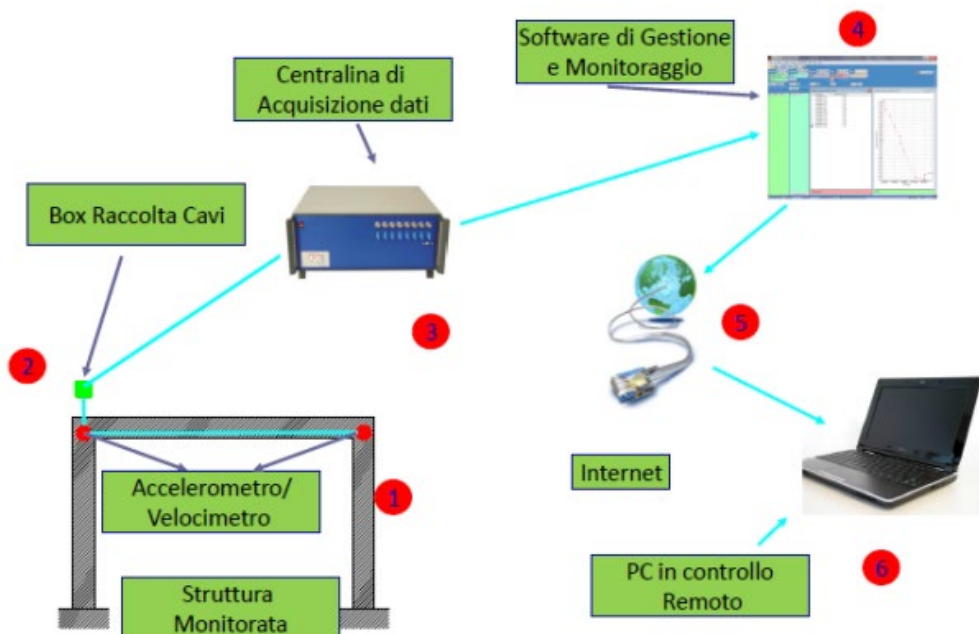 Software di Gestione
e Monitoraggio
4
Centralina di
Acquisizione dati
Box Raccolta Cavi
3
5
2
Accelerometro/
Velocimetro
1
Internet
Struttura
Monitorata
PC in controllo
Remoto
6